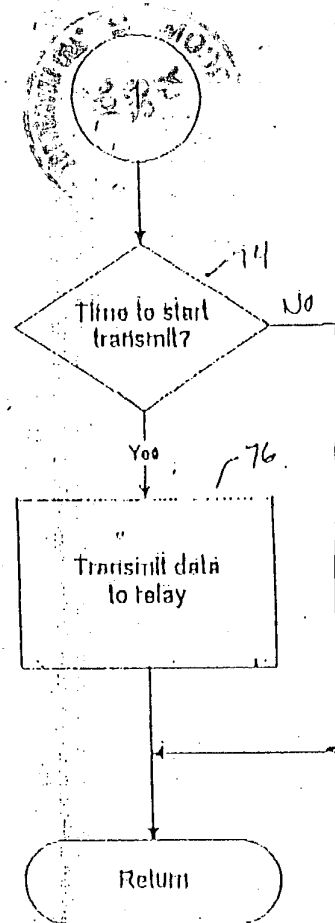 74
Time to start
transmit?
No
Yes
76
Transmit data
to relay
Return